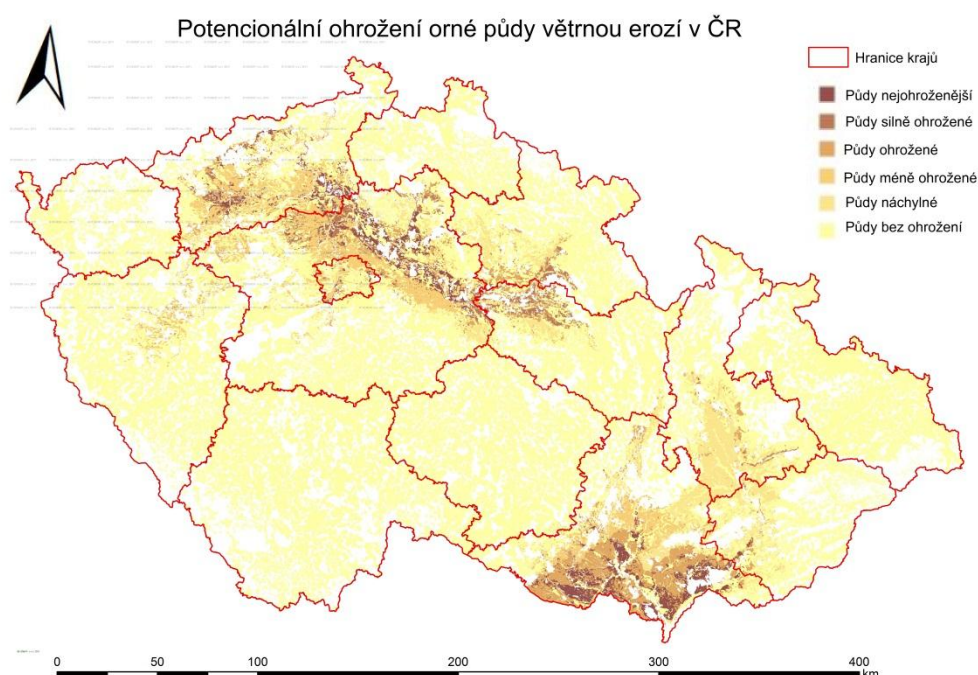 Potencionální ohrožení orné půdy větrnou erozí v ČR
Hranice krajů
Půdy nejohroženější
Půdy silně ohrožené
Půdy ohrožené
Půdy méně ohrožené
Půdy náchylné
Půdy bez ohrožení
0 50 100 200 300 400
km